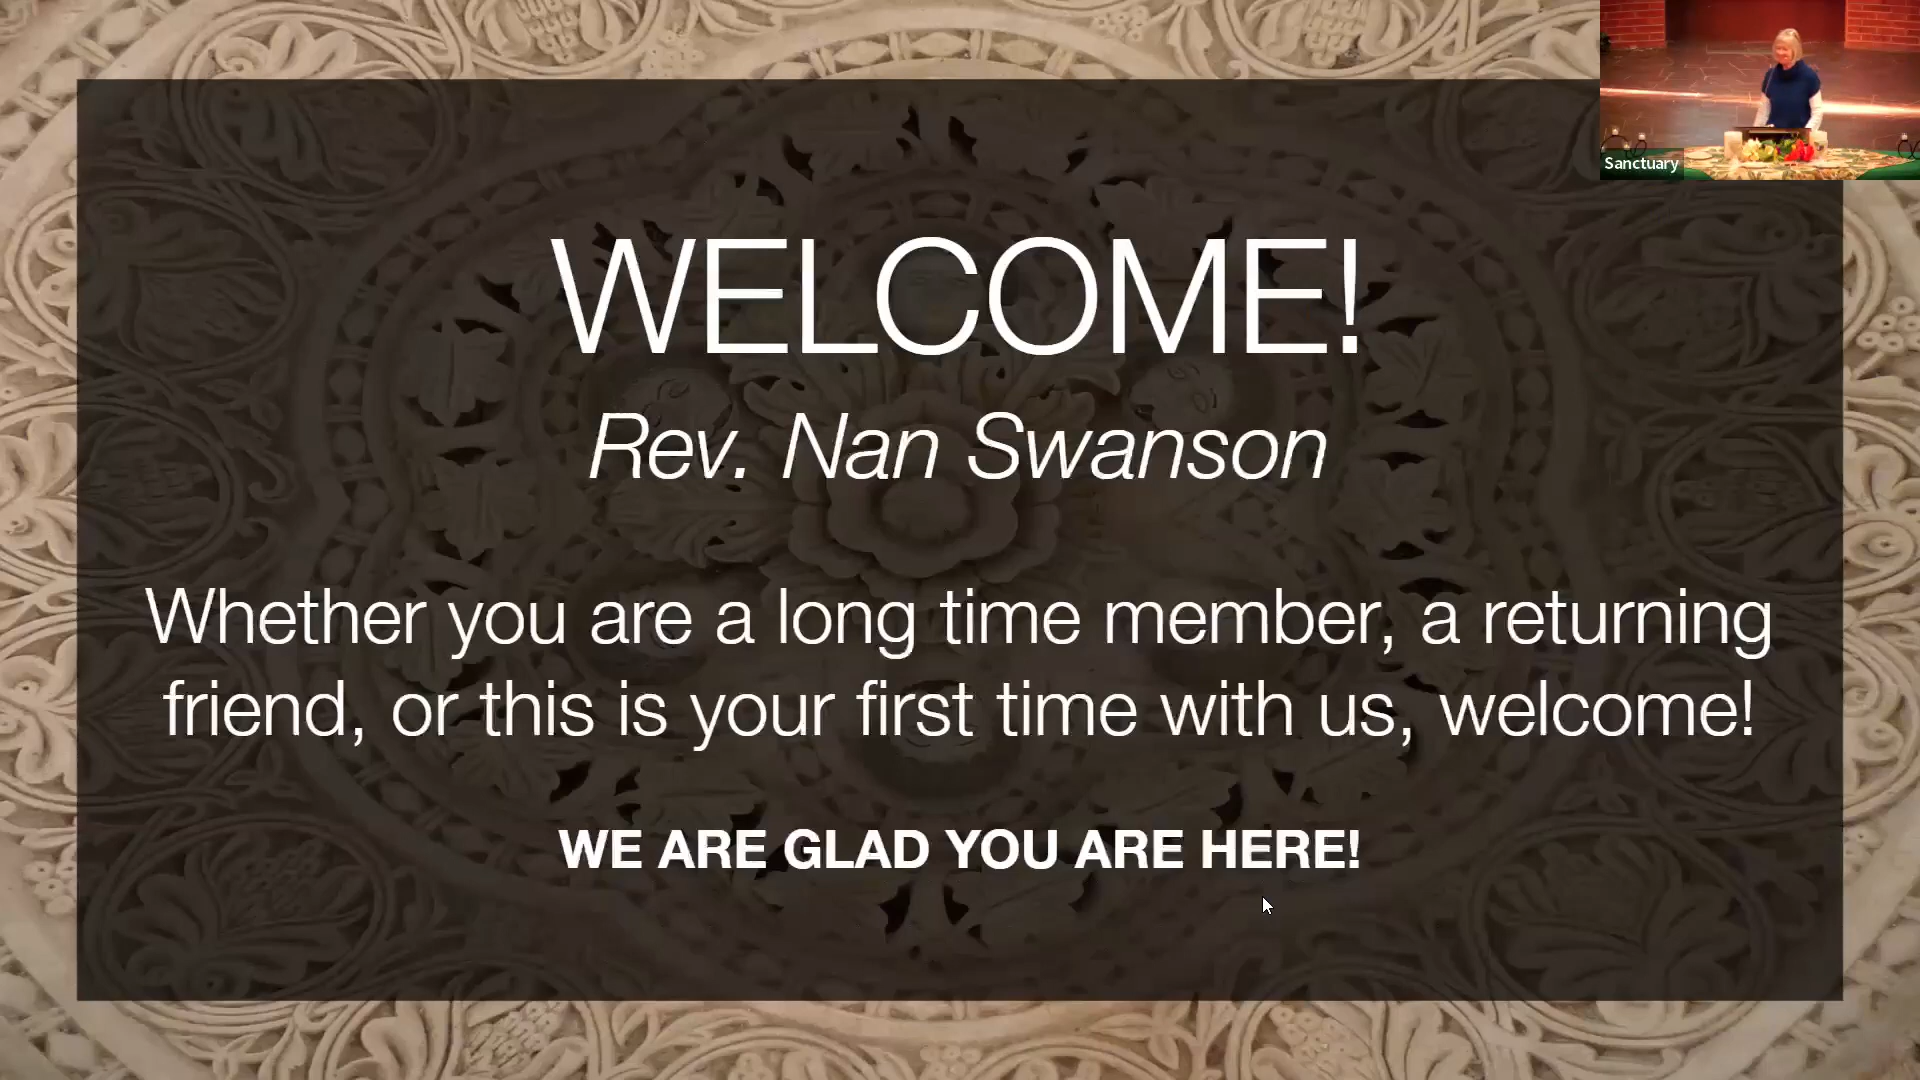 Sanctuary
WELCOME!
Rev. Nan Swanson
Whether you are a long time member, a returning
friend, or this is your first time with us, welcome!
WE ARE GLAD YOU ARE HERE!